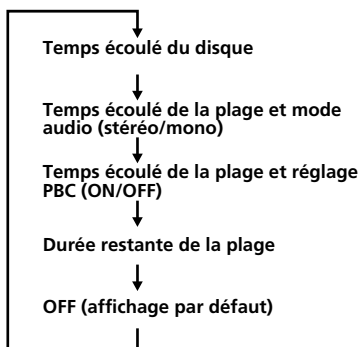 Temps écoulé du disque
Temps écoulé de la plage et mode
audio (stéréo/mono)
Temps écoulé de la plage et réglage
PBC (ON/OFF)
Durée restante de la plage
OFF (affichage par défaut)